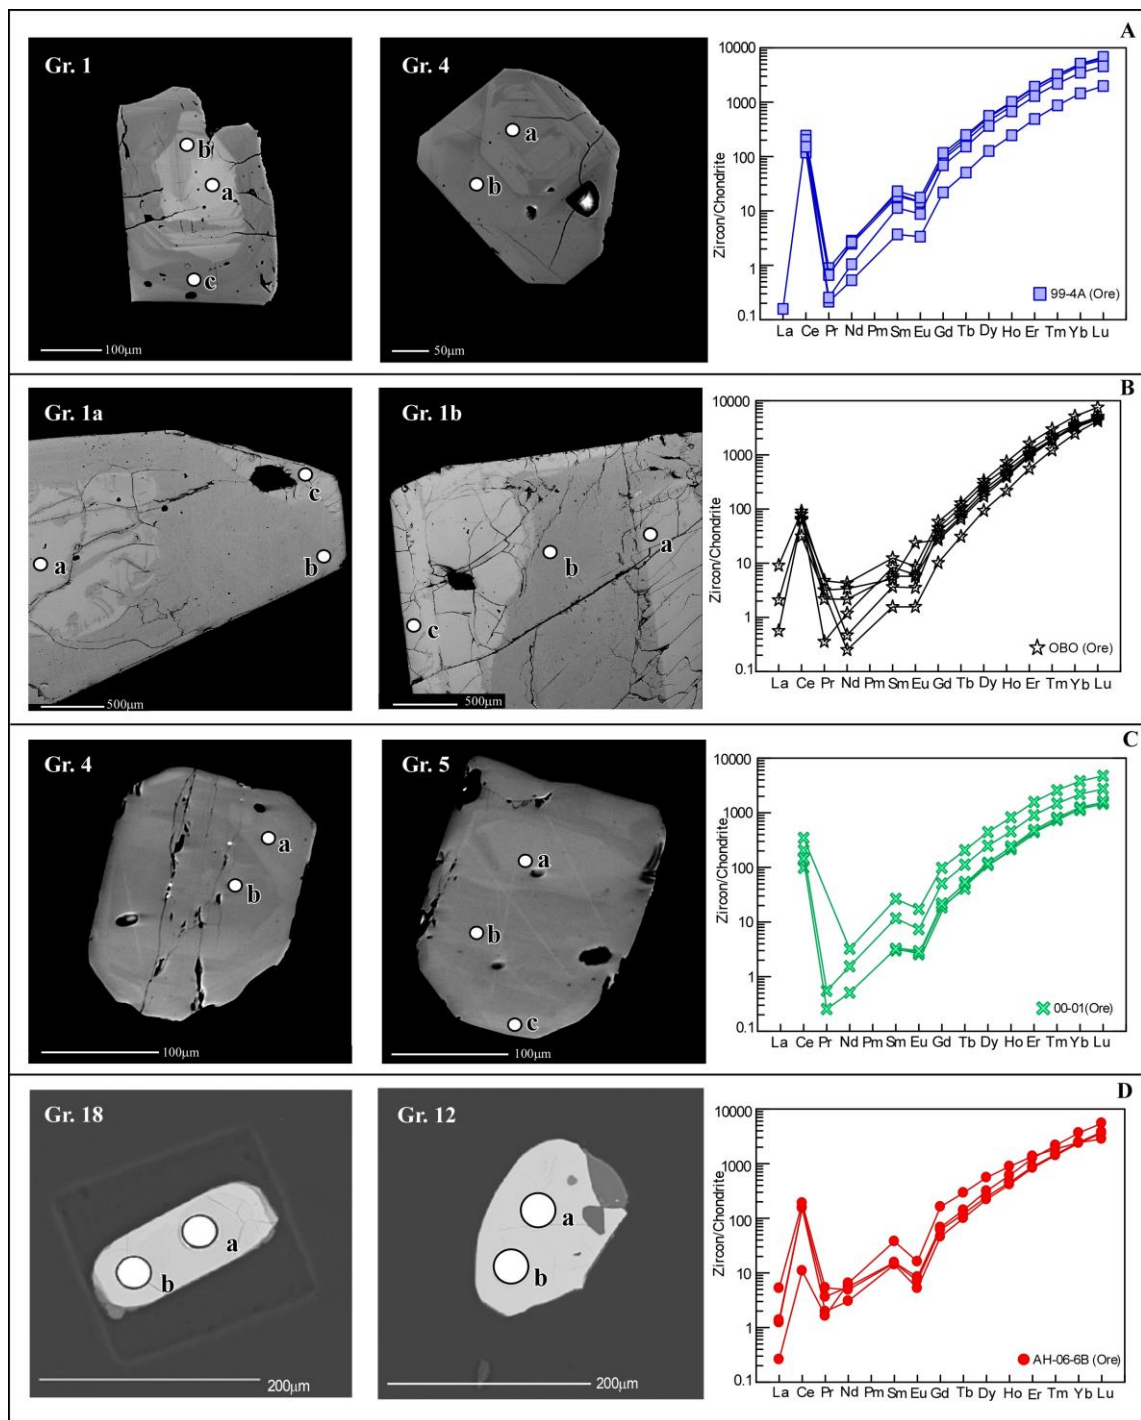 A
Gr. 1
b
a
c
100µm
Gr. 4
a
b
50µm
Zircon/Chondrite
10000
1000
100
10
1
0.1
99-4A (Ore)
La Ce Pr Nd Pm Sm Eu Gd Tb Dy Ho Er Tm Yb Lu
B
Gr. 1a
a
c
b
500µm
Gr. 1b
a
b
c
500µm
Zircon/Chondrite
10000
1000
100
10
1
0.1
OBO (Ore)
La Ce Pr Nd Pm Sm Eu Gd Tb Dy Ho Er Tm Yb Lu
C
Gr. 4
a
b
100µm
Gr. 5
a
b
c
100µm
Zircon/Chondrite
10000
1000
100
10
1
0.1
00-01(Ore)
La Ce Pr Nd Pm Sm Eu Gd Tb Dy Ho Er Tm Yb Lu
D
Gr. 18
a
b
200µm
Gr. 12
a
b
200µm
Zircon/Chondrite
10000
1000
100
10
1
0.1
AH-06-6B (Ore)
La Ce Pr Nd Pm Sm Eu Gd Tb Dy Ho Er Tm Yb Lu